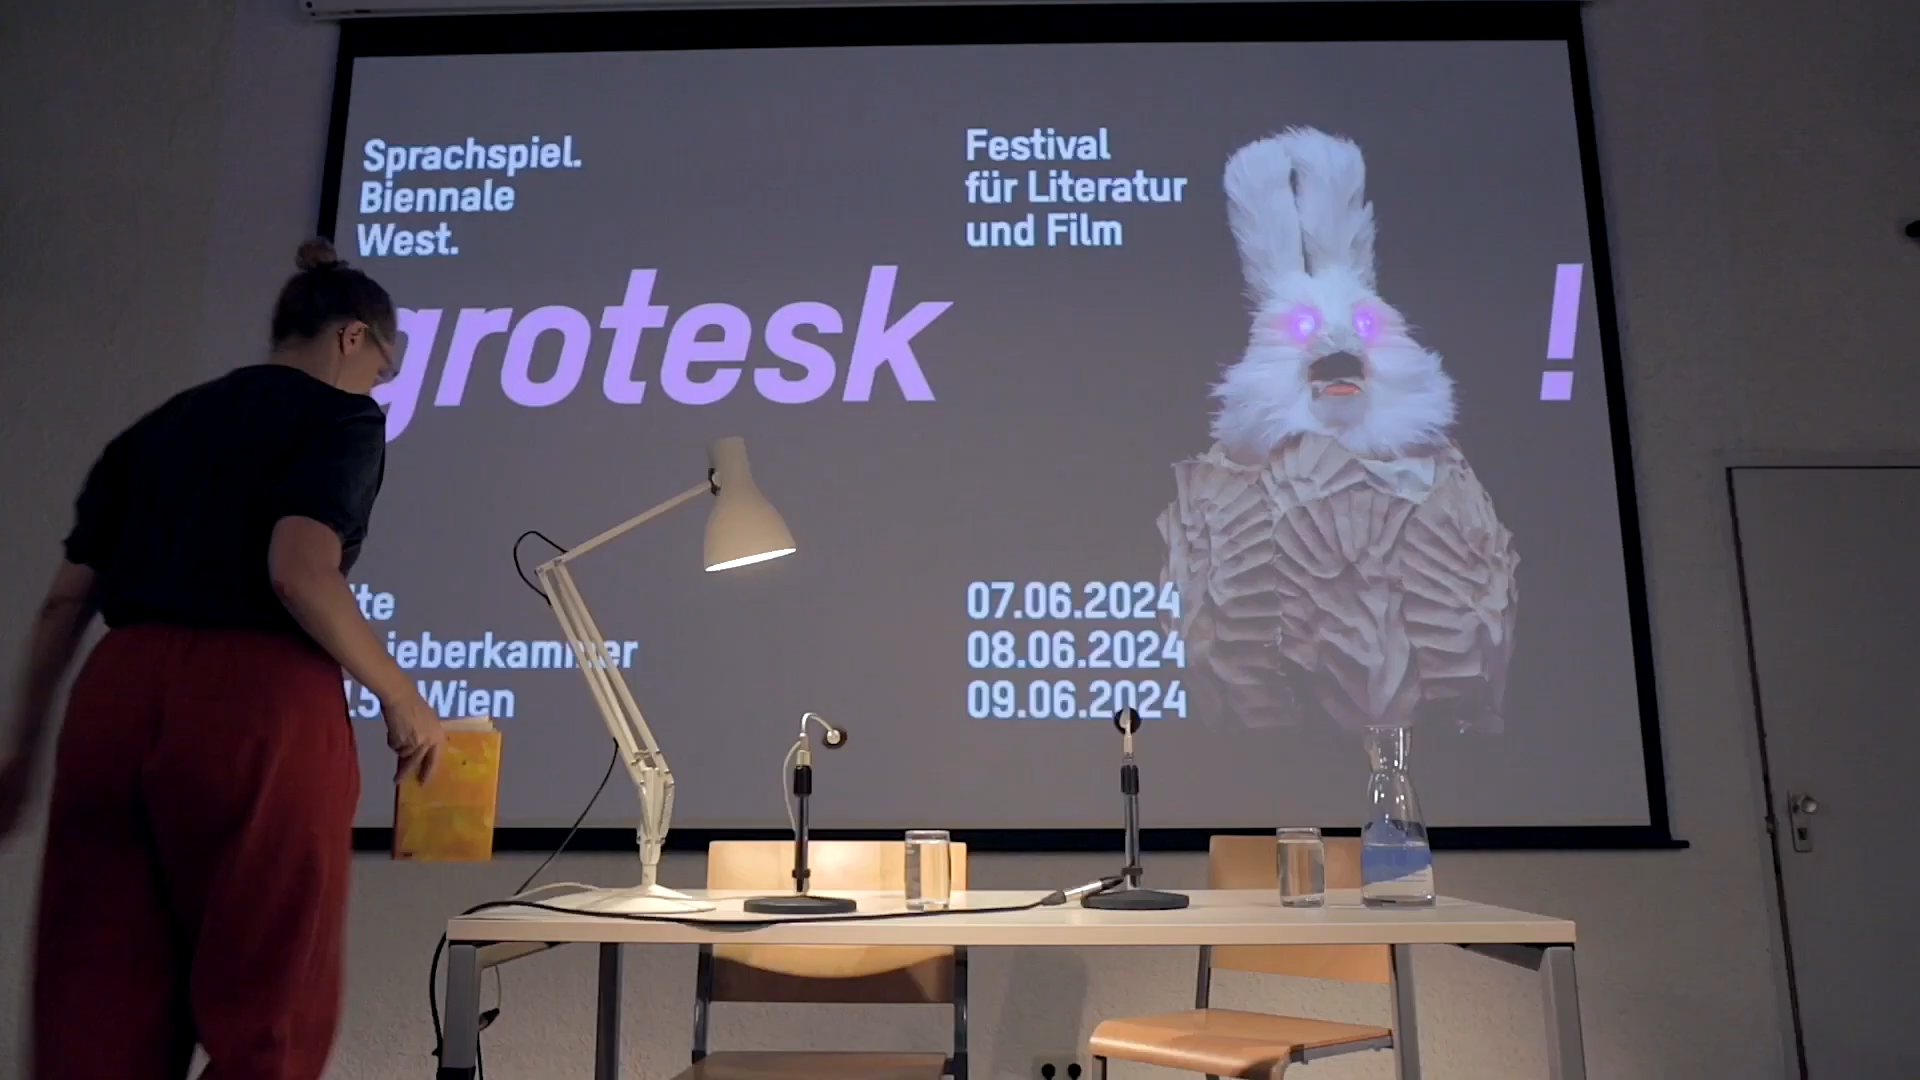 Sprachspiel.
Biennale
West.
Festival
für Literatur
und Film
grotesk
!
Wien
07.06.2024
08.06.2024
09.06.2024